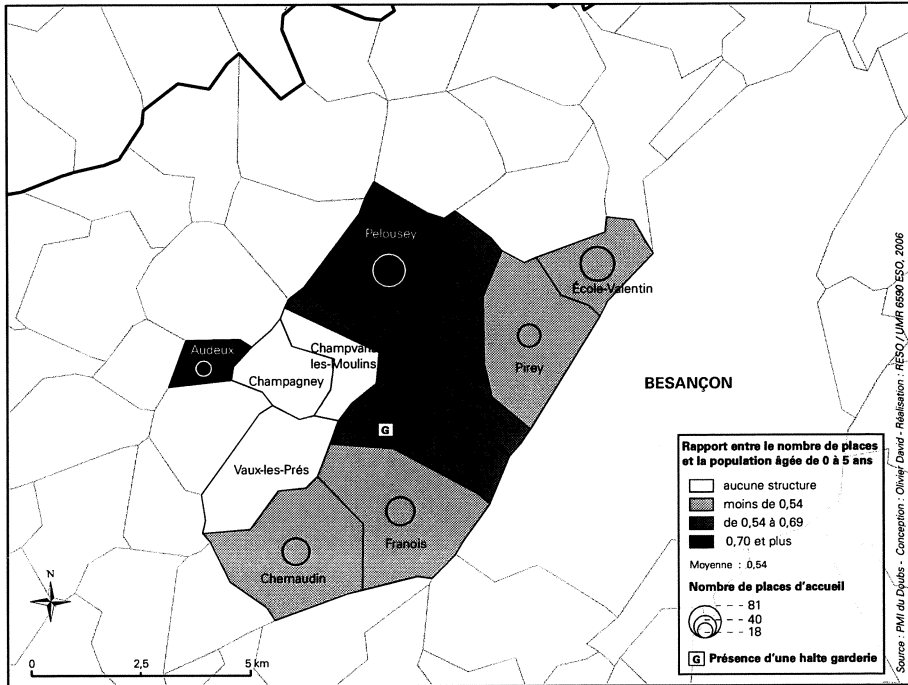 Pelousey
École-Valentin
Audeux
Champvans
les-Moulins
Pirey
Champagney
BESANÇON
G
Vaux-les-Prés
Franois
Chemaudin
N
0 2,5 5 km
Rapport entre le nombre de places
et la population âgée de 0 à 5 ans
aucune structure
moins de 0,54
de 0,54 à 0,69
0,70 et plus
Moyenne : 0,54
Nombre de places d'accueil
81
40
18
G Présence d'une halte garderie
Source : PMI du Doubs - Conception : Olivier David - Réalisation : RESO / UMR 6590 ESO, 2006